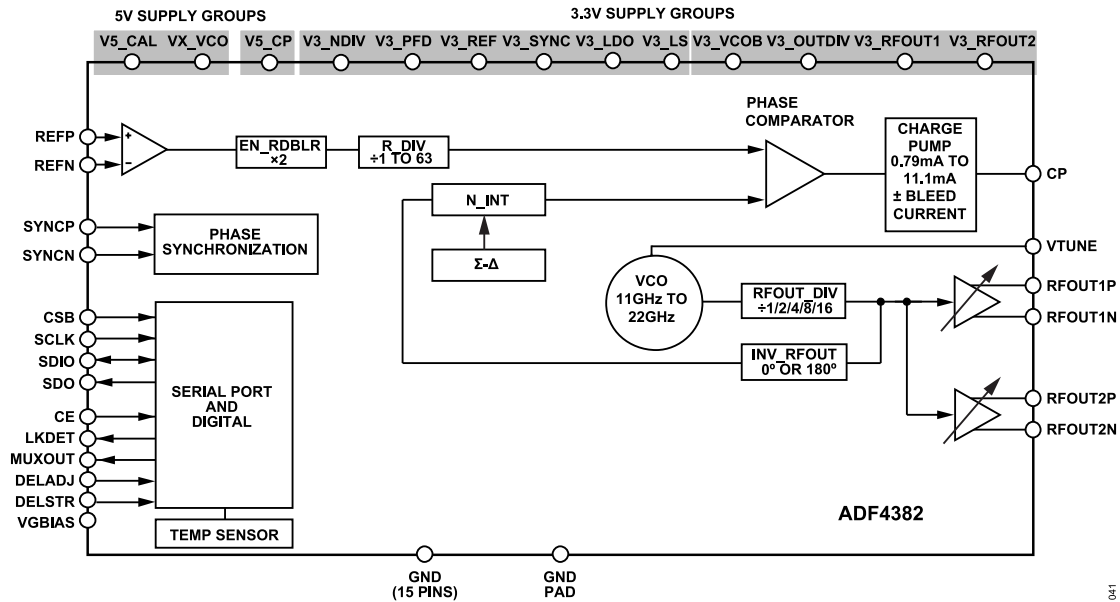 5V SUPPLY GROUPS
3.3V SUPPLY GROUPS
V5_CAL VX_VCO V5_CP V3_NDIV V3_PFD V3_REF V3_SYNC V3_LDO V3_LS V3_VCOB V3_OUTDIV V3_RFOUT1 V3_RFOUT2
REFP
REFN
+
–
EN_RDBLR
×2
R_DIV
÷1 TO 63
PHASE
COMPARATOR
CHARGE
PUMP
0.79mA TO
11.1mA
± BLEED
CURRENT
CP
N_INT
Σ-Δ
SYNCP
SYNCN
PHASE
SYNCHRONIZATION
VTUNE
VCO
11GHz TO
22GHz
RFOUT_DIV
÷1/2/4/8/16
INV_RFOUT
0º OR 180º
RFOUT1P
RFOUT1N
RFOUT2P
RFOUT2N
CSB
SCLK
SDIO
SDO
CE
LKDET
MUXOUT
DELADJ
DELSTR
VGBIAS
SERIAL PORT
AND
DIGITAL
TEMP SENSOR
ADF4382
GND
(15 PINS)
GND
PAD
041